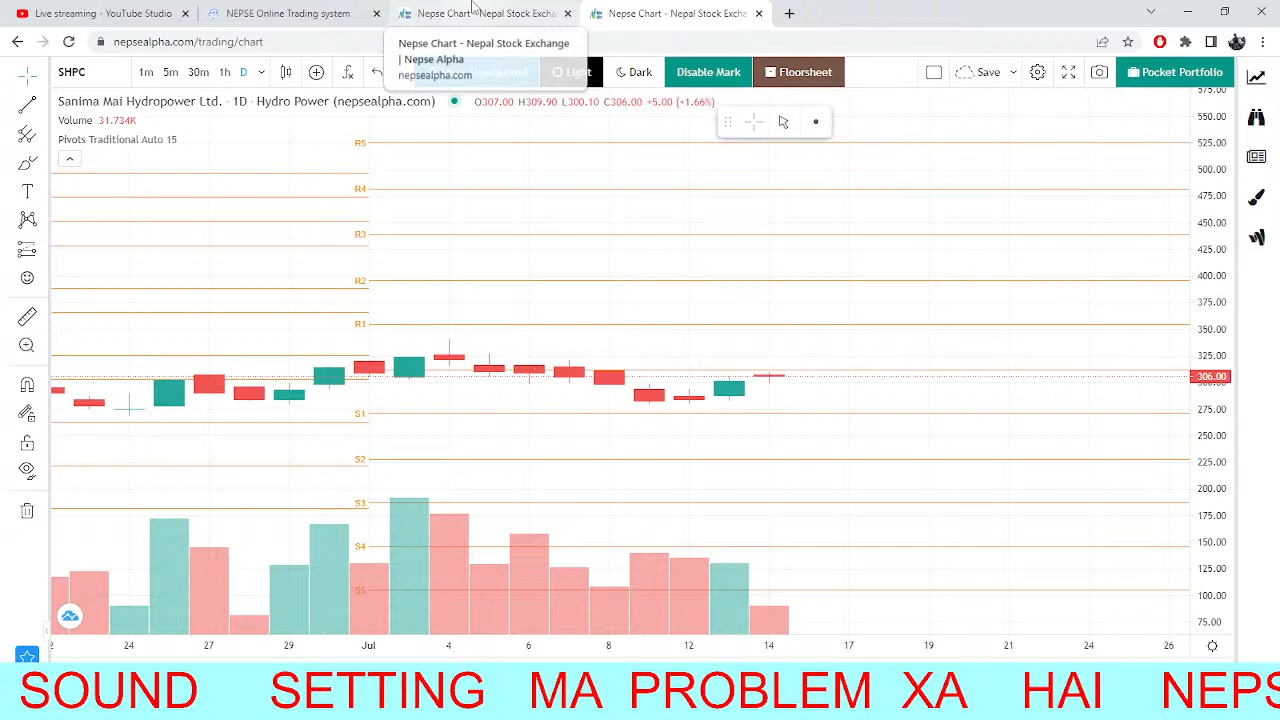 Live streaming - YouTube Studio
NEPSE Online Trading system
Nepse Chart - Nepal Stock Excha
Nepse Chart - Nepal Stock Excha
nepsealpha.com/trading/chart
Nepse Chart - Nepal Stock Exchange
| Nepse Alpha
nepsealpha.com
SHPC
1m 5m 30m 1h D
Light
Dark
Disable Mark
Floorsheet
Save
Pocket Portfolio
Sanima Mai Hydropower Ltd. · 1D · Hydro Power (nepsealpha.com)
O307.00 H309.90 L300.10 C306.00 +5.00 (+1.66%)
Volume 31.734K
Pivots Traditional Auto 15
R5
R4
R3
R2
R1
S1
S2
S3
S4
S5
575.00
550.00
525.00
500.00
475.00
450.00
425.00
400.00
375.00
350.00
325.00
306.00
275.00
250.00
225.00
200.00
175.00
150.00
125.00
100.00
75.00
2 24 27 29 Jul 4 6 8 12 14 17 19 21 24 26
SOUND SETTING MA PROBLEM XA HAI NEPS